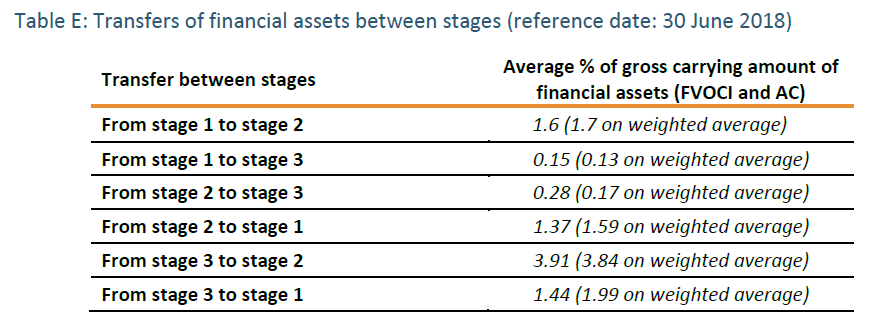 Table E: Transfers of financial assets between stages (reference date: 30 June 2018)
Transfer between stages
Average % of gross carrying amount of
financial assets (FVOCI and AC)
From stage 1 to stage 2 1.6 (1.7 on weighted average)
From stage 1 to stage 3 0.15 (0.13 on weighted average)
From stage 2 to stage 3 0.28 (0.17 on weighted average)
From stage 2 to stage 1 1.37 (1.59 on weighted average)
From stage 3 to stage 2 3.91 (3.84 on weighted average)
From stage 3 to stage 1 1.44 (1.99 on weighted average)